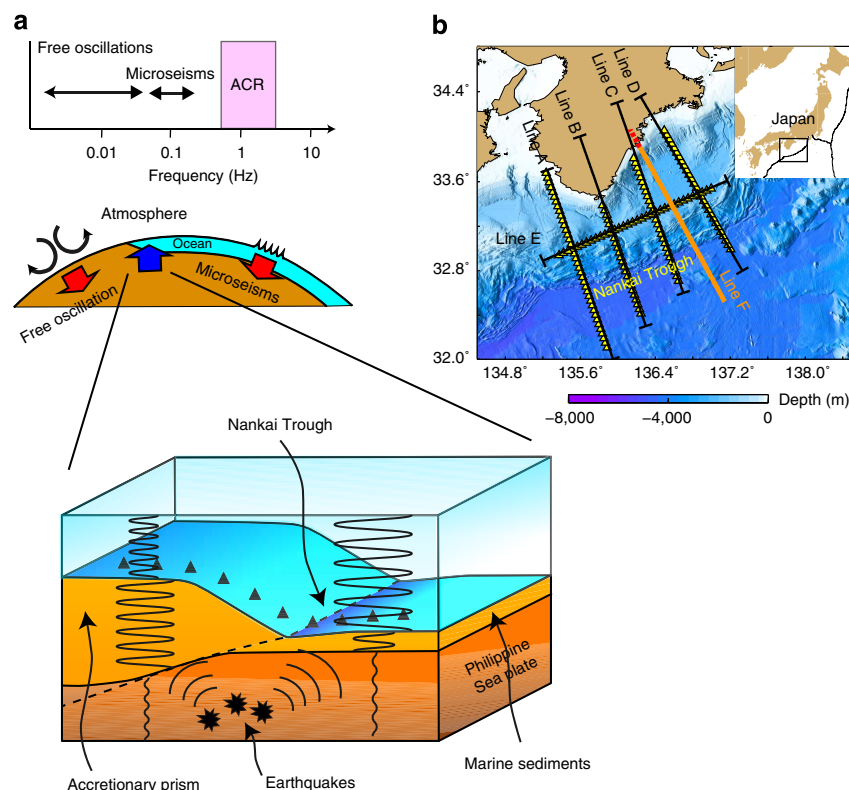 a
Free oscillations
Microseisms
ACR
0.01
0.1
1
10
Frequency (Hz)
Atmosphere
Ocean
Free oscillation
Microseisms
b
34.4°
33.6°
32.8°
32.0°
134.8°
135.6°
136.4°
137.2°
138.0°
Line A
Line B
Line C
Line D
Line E
Line F
Nankai Trough
Japan
Depth (m)
−8,000
−4,000
0
Nankai Trough
Philippine
Sea plate
Accretionary prism
Earthquakes
Marine sediments